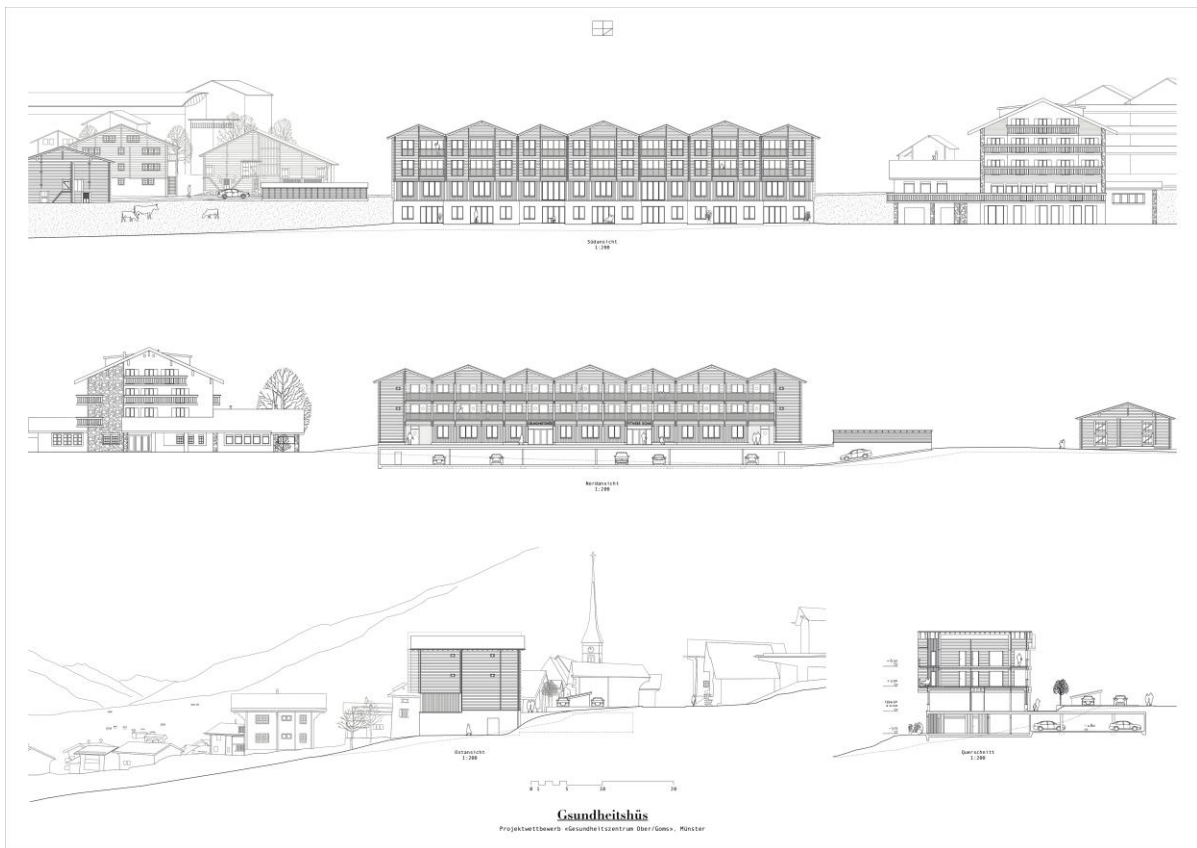 Südansicht
1:200
Nordansicht
1:200
Ostansicht
1:200
Querschnitt
1:200
0 1 5 10 20
Gsundheitshüs
Projektwettbewerb «Gesundheitszentrum Ober/Goms», Münster